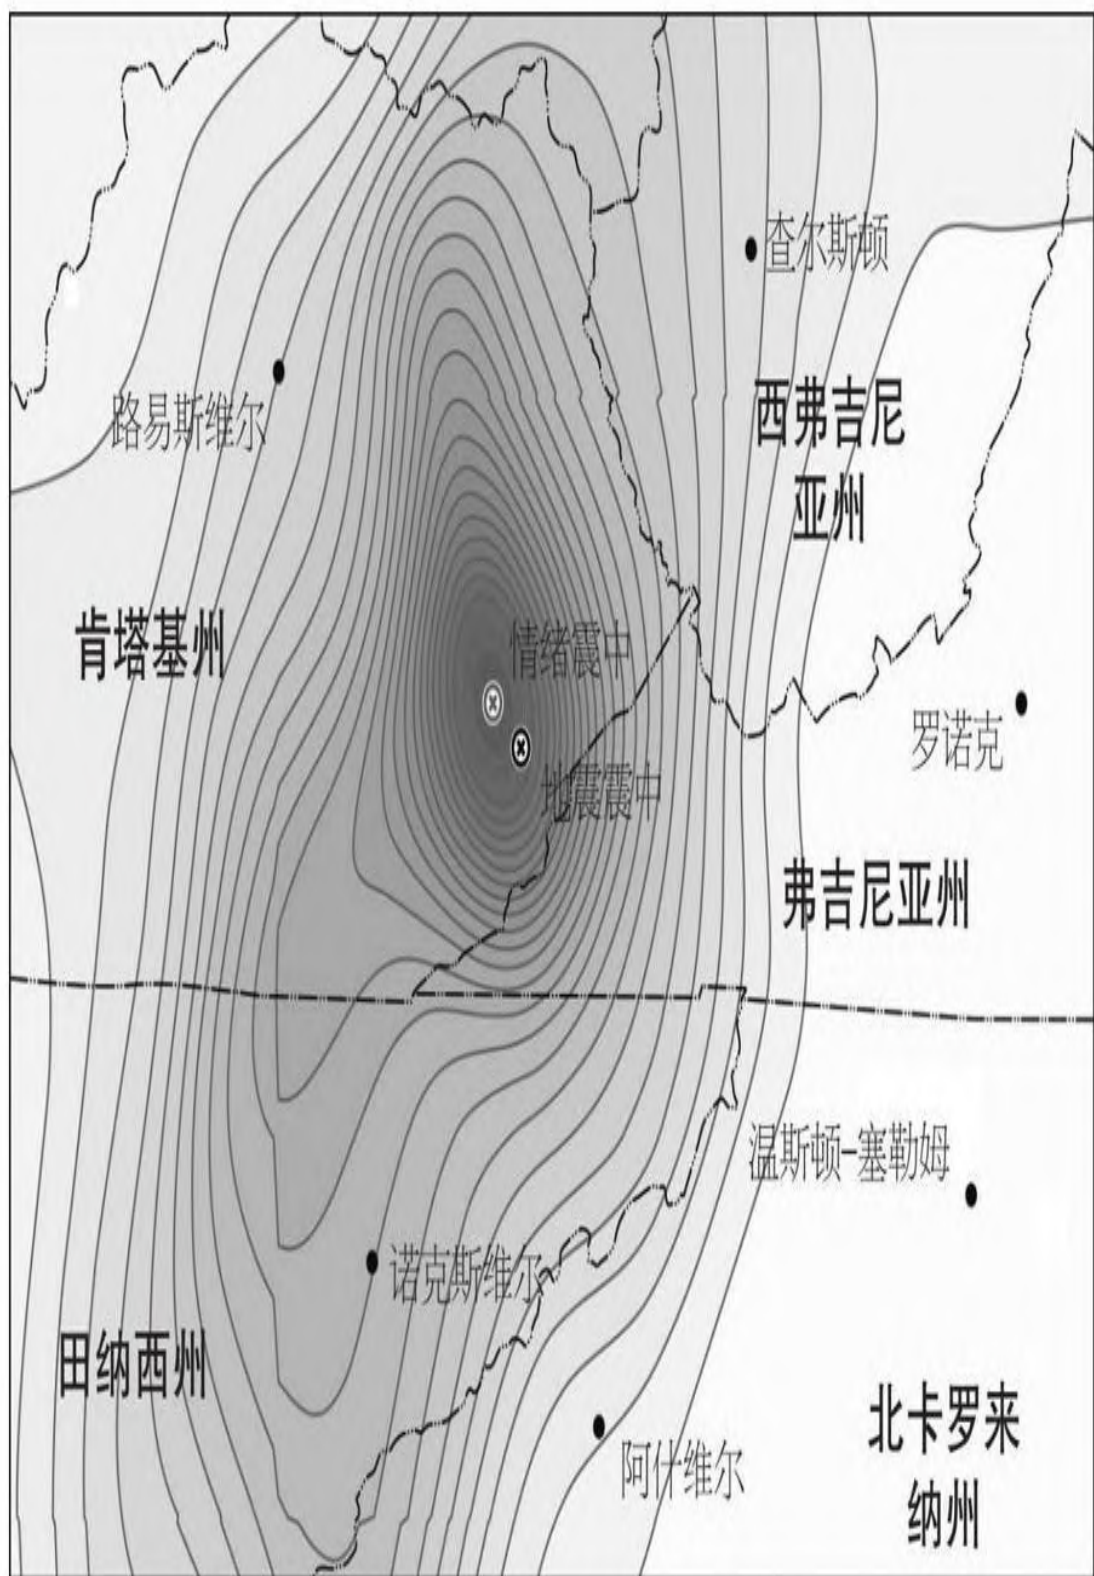 查尔斯顿
路易斯维尔
西弗吉尼
亚州
肯塔基州
情绪震中
罗诺克
地震震中
弗吉尼亚州
温斯顿-塞勒姆
诺克斯维尔
田纳西州
北卡罗来
纳州
阿什维尔